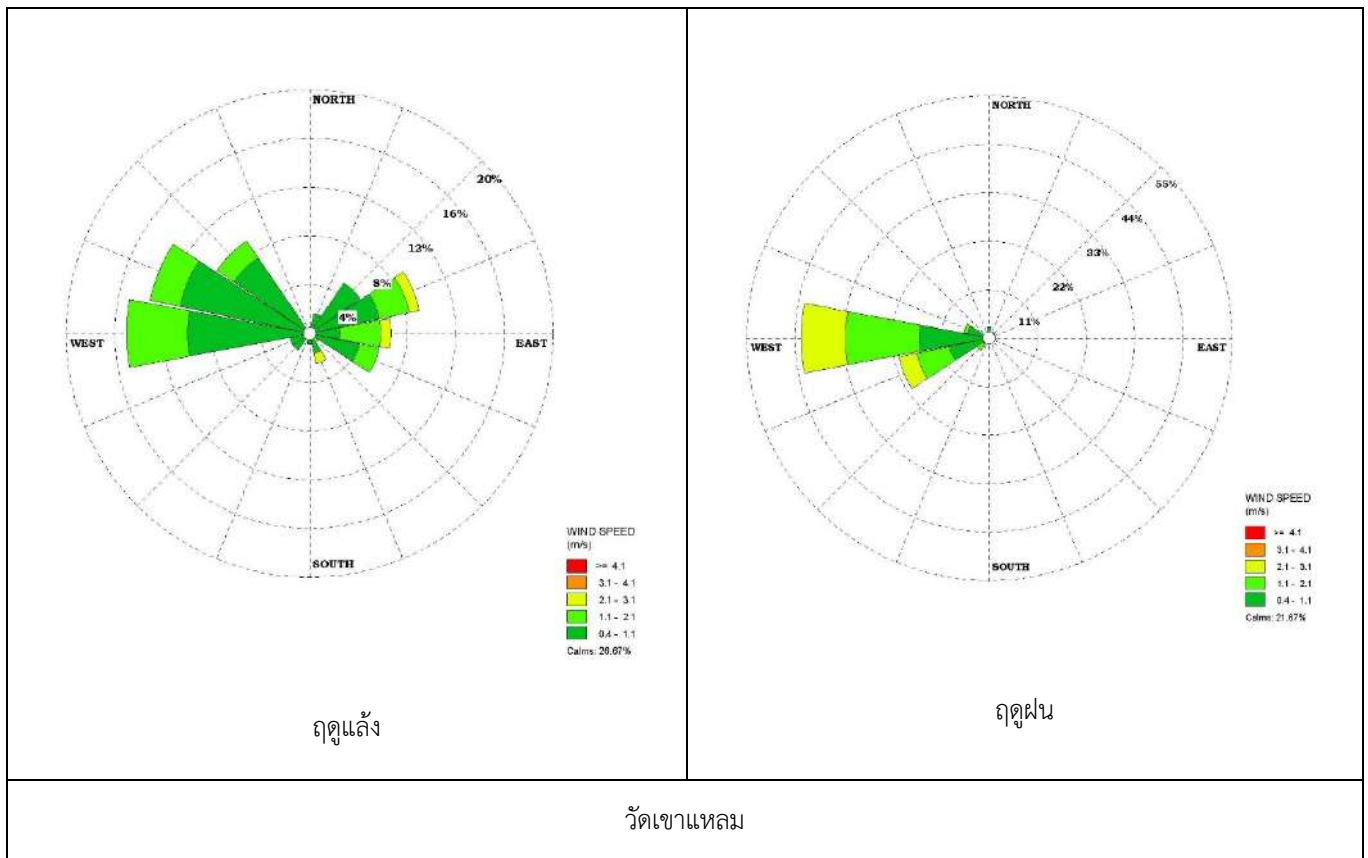 NORTH
20%
16%
12%
8%
4%
WEST
EAST
SOUTH
WIND SPEED
(m/s)
>= 4.1
3.1 - 4.1
2.1 - 3.1
1.1 - 2.1
0.4 - 1.1
Calms: 26.67%
ฤดูแล้ง
NORTH
55%
44%
33%
22%
11%
WEST
EAST
SOUTH
WIND SPEED
(m/s)
>= 4.1
3.1 - 4.1
2.1 - 3.1
1.1 - 2.1
0.4 - 1.1
Calms: 21.67%
ฤดูฝน
วัดเขาแหลม